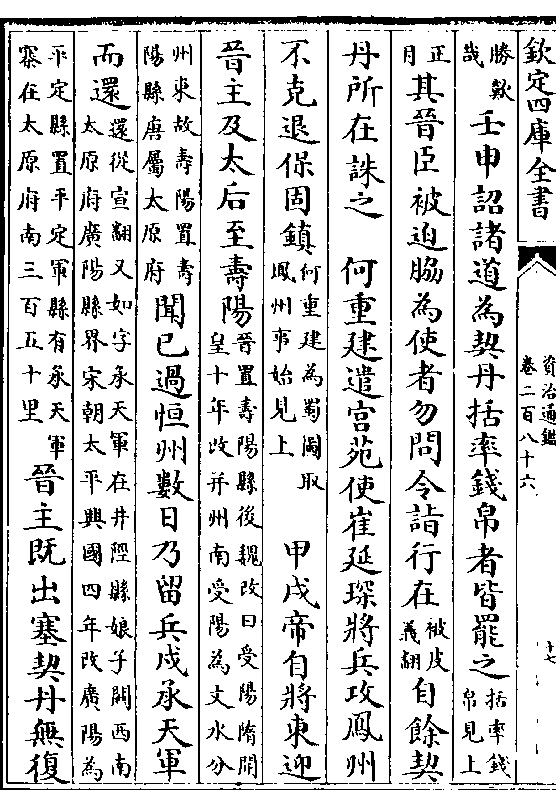 欽定四庫全書
資治通鑑
卷二百八十六
十七
勝歎哉壬申詔諸道為契丹括率錢帛者皆罷之括率錢帛見上
正月其晉臣被迫脇為使者勿問令詣行在被皮義翻自餘契
丹所在誅之　何重建遣宮苑使崔延琛將兵攻鳳州
不克退保固鎮何重建為蜀圖取鳳州事始見上　甲戌帝自將東迎
晉主及太后至壽陽晉置壽陽縣後魏改曰受陽隋開皇十年改并州南受陽為文水分
州東故壽陽置壽陽縣唐屬太原府聞已過恒州數日乃留兵戍承天軍
而還還從宣翻又如字承天軍在井陘縣娘子關西南太原府廣陽縣界宋朝太平興國四年改廣陽為
平定縣置平定軍縣有承天軍寨在太原府南三百五十里晉主既出塞契丹無復